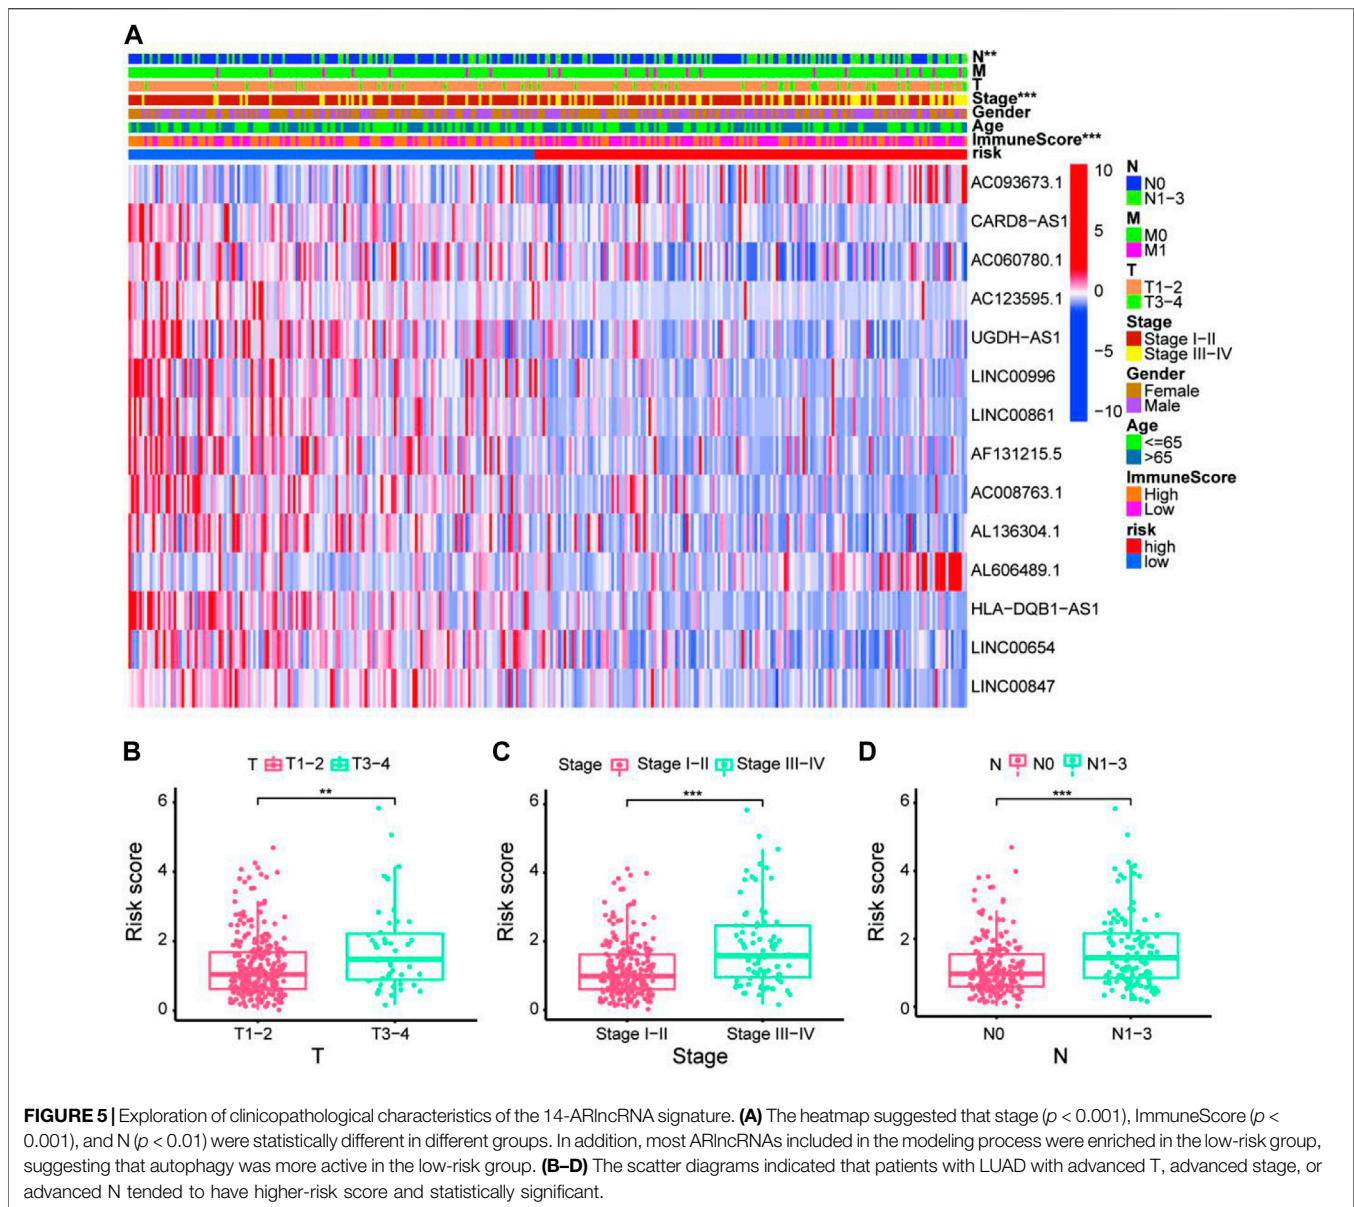 A
N**
M
T
Stage***
Gender
Age
ImmuneScore***
risk
AC093673.1
CARD8−AS1
AC060780.1
AC123595.1
UGDH−AS1
LINC00996
LINC00861
AF131215.5
AC008763.1
AL136304.1
AL606489.1
HLA−DQB1−AS1
LINC00654
LINC00847
10
5
0
−5
−10
N
N0
N1−3
M
M0
M1
T
T1−2
T3−4
Stage
Stage I−II
Stage III−IV
Gender
Female
Male
Age
<=65
>65
ImmuneScore
High
Low
risk
high
low
B
T T1−2 T3−4
**
6
4
2
0
Risk score
T1−2 T3−4
T
C
Stage Stage I−II Stage III−IV
***
6
4
2
0
Risk score
Stage I−II Stage III−IV
Stage
D
N N0 N1−3
***
6
4
2
0
Risk score
N0 N1−3
N
FIGURE 5 | Exploration of clinicopathological characteristics of the 14-ARlncRNA signature. (A) The heatmap suggested that stage (p < 0.001), ImmuneScore (p <
0.001), and N (p < 0.01) were statistically different in different groups. In addition, most ARlncRNAs included in the modeling process were enriched in the low-risk group,
suggesting that autophagy was more active in the low-risk group. (B–D) The scatter diagrams indicated that patients with LUAD with advanced T, advanced stage, or
advanced N tended to have higher-risk score and statistically significant.